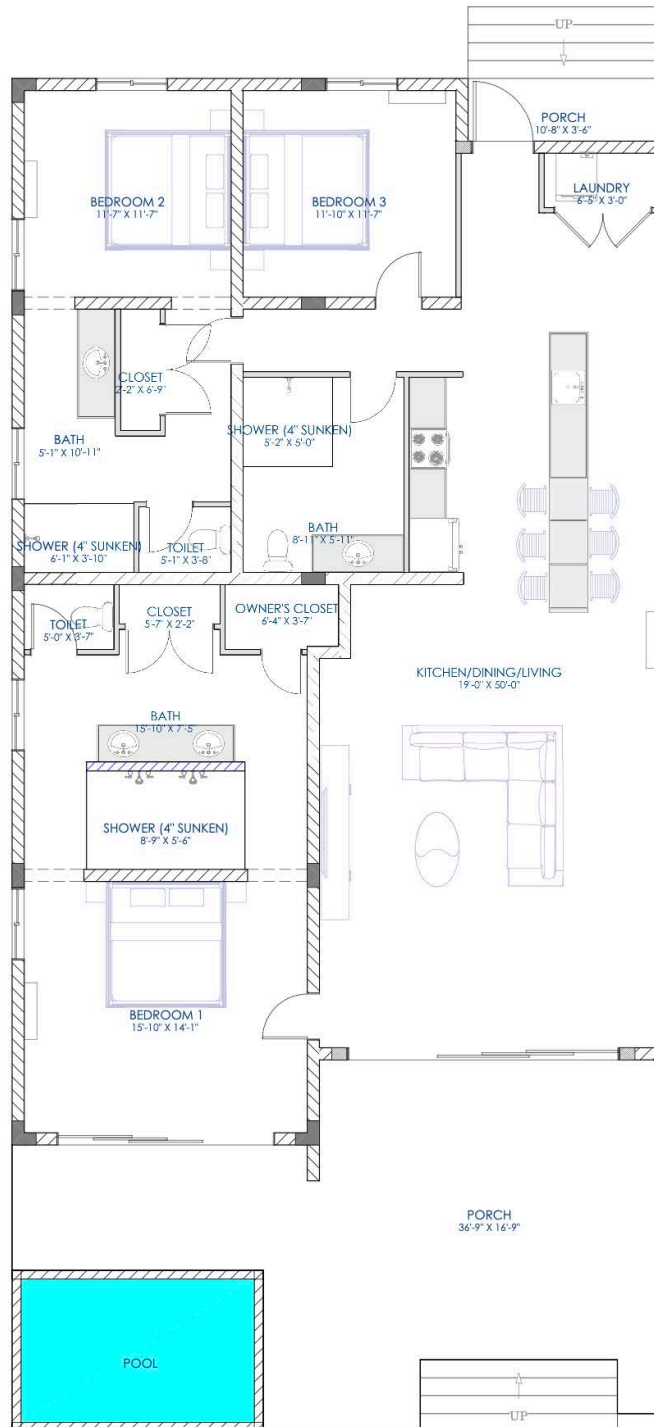 UP
PORCH
10'-8" X 3'-6"
BEDROOM 2
11'-7" X 11'-7"
BEDROOM 3
11'-10" X 11'-7"
LAUNDRY
6'-5" X 3'-0"
CLOSET
2'-2" X 6'-9"
BATH
5'-1" X 10'-11"
SHOWER (4" SUNKEN)
5'-2" X 5'-0"
BATH
8'-11" X 5'-11"
SHOWER (4" SUNKEN)
6'-1" X 3'-10"
TOILET
5'-1" X 3'-8"
TOILET
5'-0" X 3'-7"
CLOSET
5'-7" X 2'-2"
OWNER'S CLOSET
6'-4" X 3'-7"
KITCHEN/DINING/LIVING
19'-0" X 50'-0"
BATH
15'-10" X 7'-5"
SHOWER (4" SUNKEN)
8'-9" X 5'-6"
BEDROOM 1
15'-10" X 14'-1"
PORCH
36'-9" X 16'-9"
POOL
UP